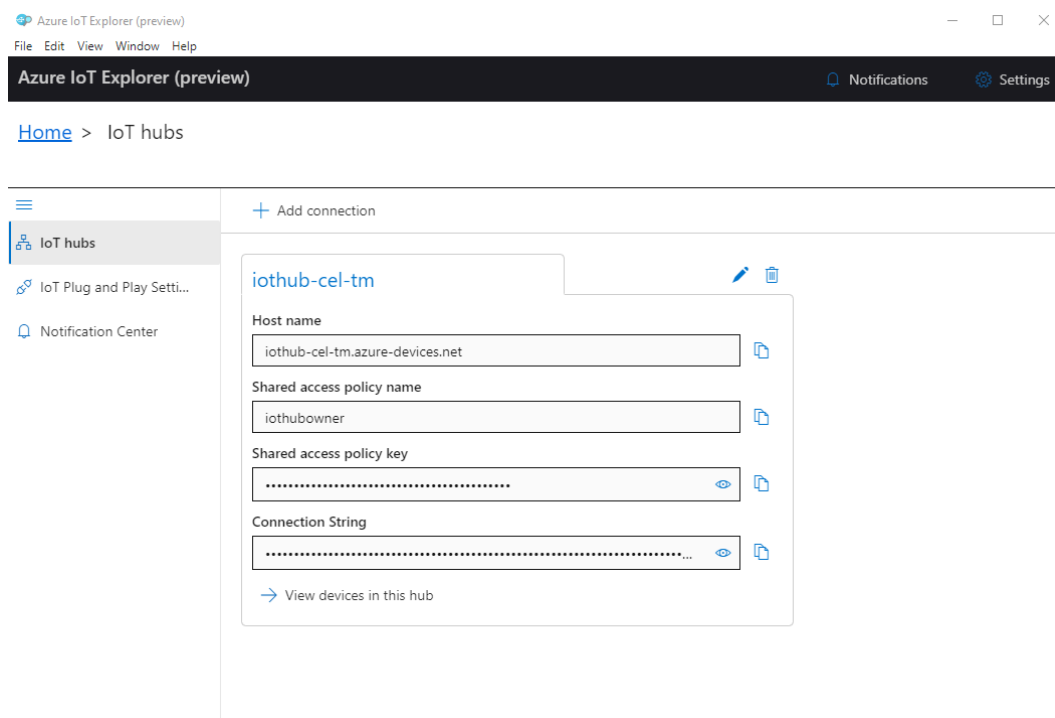 Azure IoT Explorer (preview)
File Edit View Window Help
Azure IoT Explorer (preview)
Notifications
Settings
Home > IoT hubs
+ Add connection
IoT hubs
IoT Plug and Play Setti...
Notification Center
iothub-cel-tm
Host name
iothub-cel-tm.azure-devices.net
Shared access policy name
iothubowner
Shared access policy key
•••••••••••••••••••••••••••••••••••••••••••
Connection String
•••••••••••••••••••••••••••••••••••••••••••••••••••••••••••••••••••••••••...
View devices in this hub